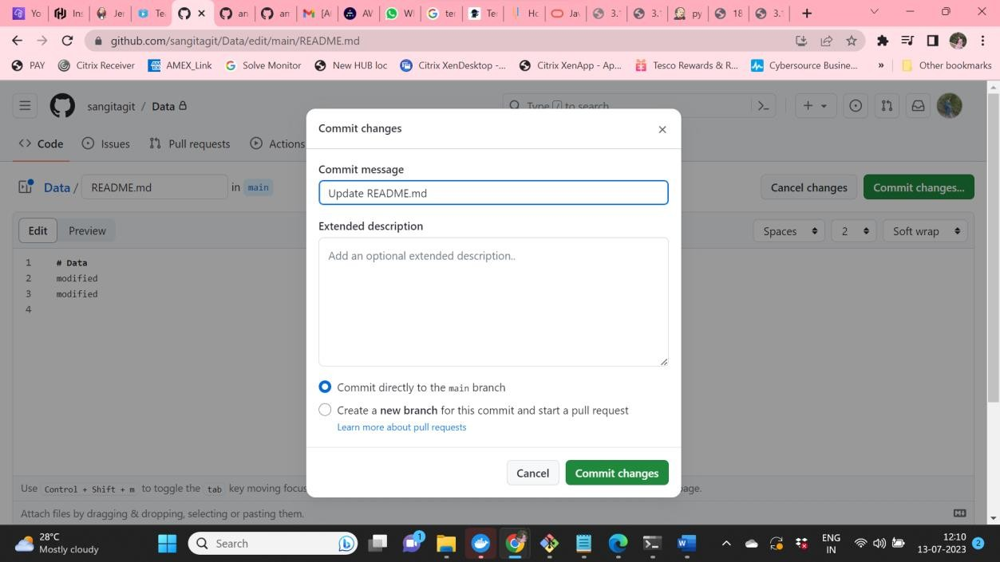 Yo
Ins
Jen
Te
an
an
M [A
AV
W
G te
Te
Ho
Ja
3.
3.1
py
18
3.1
github.com/sangitagit/Data/edit/main/README.md
PAY
Citrix Receiver
AMEX_Link
Solve Monitor
New HUB loc
Citrix XenDesktop -...
Citrix XenApp - Ap...
Tesco Rewards & R...
Cybersource Busine...
»
Other bookmarks
sangitagit / Data
Type / to search
Code
Issues
Pull requests
Actions
Data / README.md in main
Cancel changes
Commit changes...
Edit
Preview
Spaces
2
Soft wrap
1 # Data
2 modified
3 modified
4
Commit changes
Commit message
Update README.md
Extended description
Add an optional extended description..
Commit directly to the main branch
Create a new branch for this commit and start a pull request
Learn more about pull requests
Cancel
Commit changes
Use Control + Shift + m to toggle the tab key moving focus
page.
Attach files by dragging & dropping, selecting or pasting them.
28°C
Mostly cloudy
Search
1
ENG
IN
12:10
13-07-2023
2